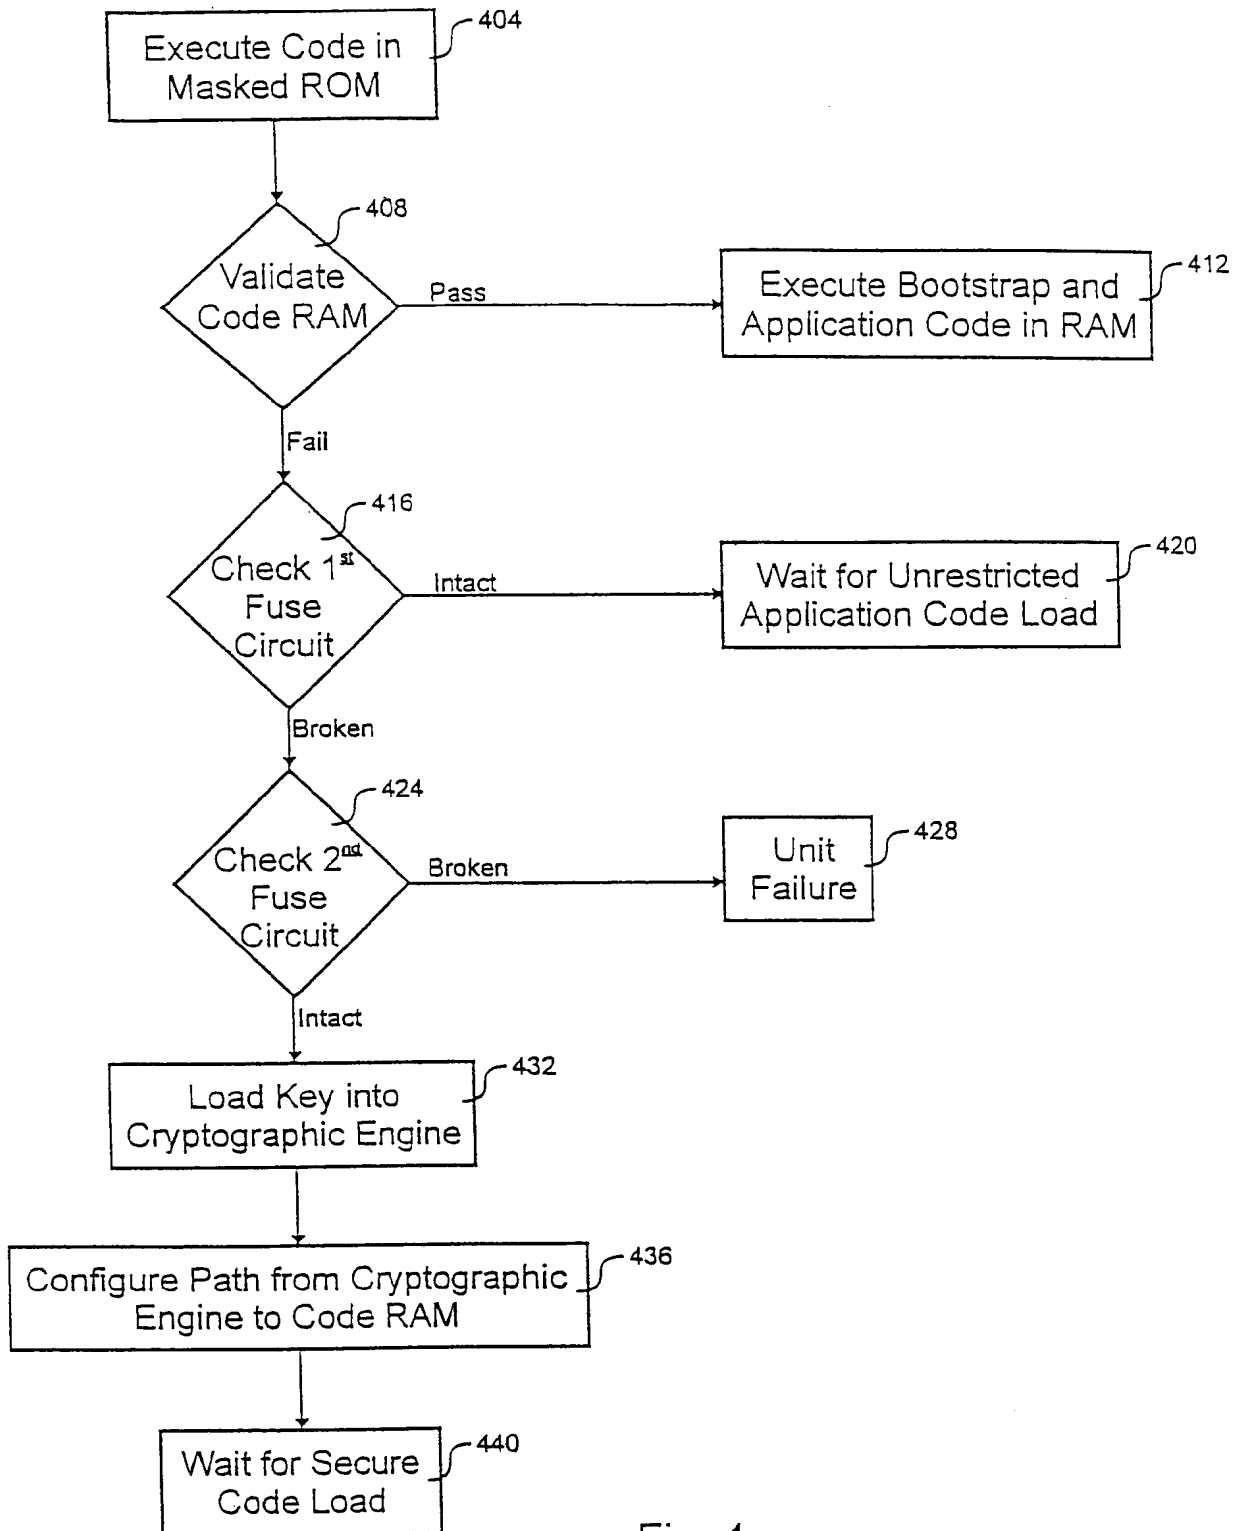 404
Execute Code in
Masked ROM
408
Validate
Code RAM
Pass
412
Execute Bootstrap and
Application Code in RAM
Fail
416
Check 1st
Fuse
Circuit
Intact
420
Wait for Unrestricted
Application Code Load
Broken
424
Check 2nd
Fuse
Circuit
Broken
428
Unit
Failure
Intact
432
Load Key into
Cryptographic Engine
436
Configure Path from Cryptographic
Engine to Code RAM
440
Wait for Secure
Code Load